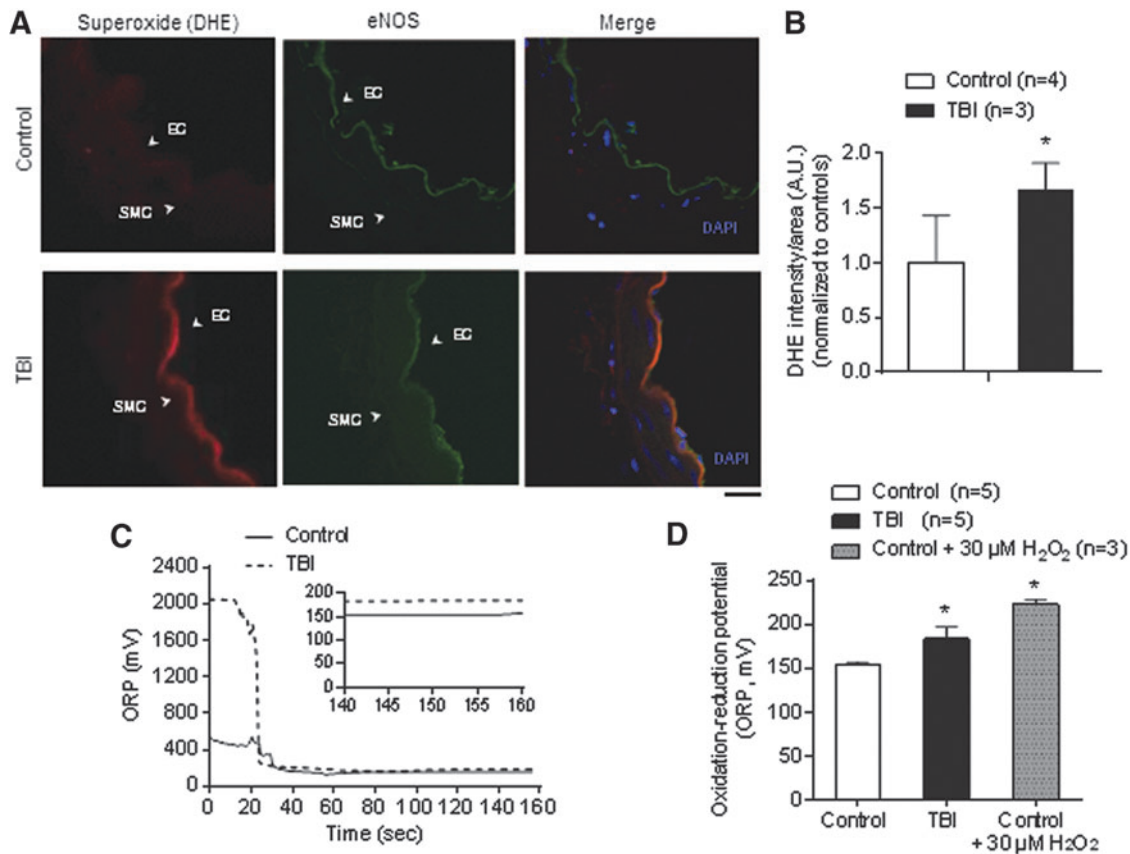 A
Superoxide (DHE)
eNOS
Merge
Control
EC
SMC
EC
SMC
DAPI
TBI
EC
SMC
EC
SMC
DAPI
B
Control (n=4)
TBI (n=3)
DHE intensity/area (A.U.)
(normalized to controls)
2.0
1.5
1.0
0.5
0.0
*
C
Control
TBI
ORP (mV)
2400
2000
1600
1200
800
400
0
0 20 40 60 80 100 120 140 160
Time (sec)
200
150
100
50
0
140 145 150 155 160
D
Control (n=5)
TBI (n=5)
Control + 30 µM H₂O₂ (n=3)
Oxidation-reduction potential
(ORP, mV)
250
200
150
100
50
0
*
*
Control
TBI
Control
+ 30 µM H₂O₂